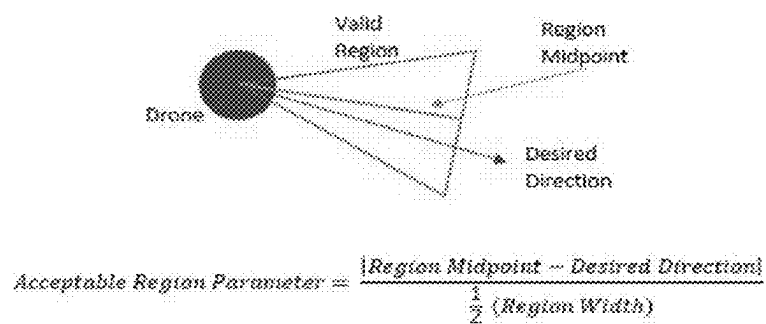 Valid
Region
Region
Midpoint
Drone
Desired
Direction
Acceptable Region Parameter = |Region Midpoint − Desired Direction| / 1/2 (Region Width)